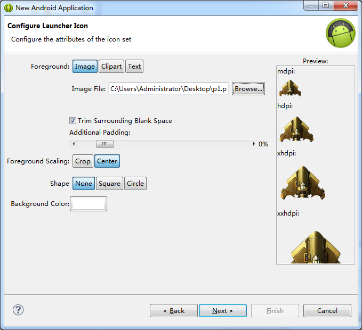 New Android Application
Configure Launcher Icon
Configure the attributes of the icon set
Foreground: Image Clipart Text
Image File: C:\Users\Administrator\Desktop\p1.p Browse...
Trim Surrounding Blank Space
Additional Padding:
0%
Foreground Scaling: Crop Center
Shape None Square Circle
Background Color:
Preview:
mdpi:
hdpi:
xhdpi:
xxhdpi:
? < Back Next > Finish Cancel